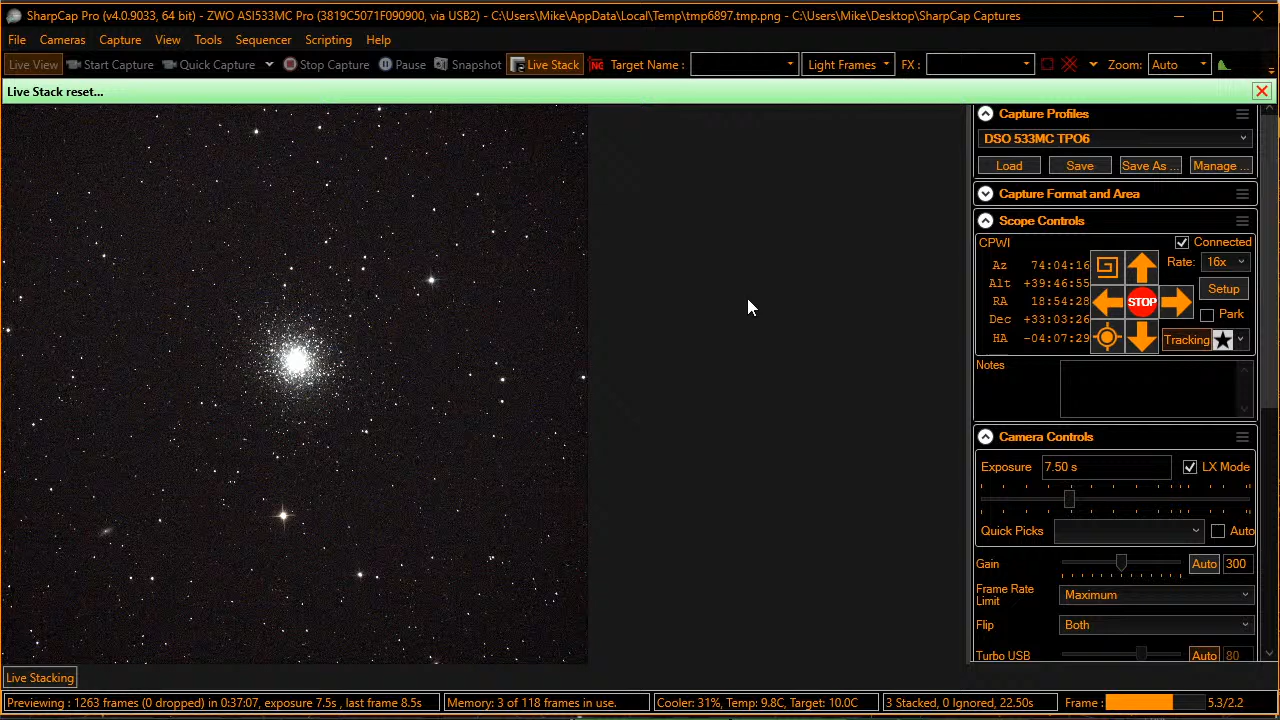 SharpCap Pro (v4.0.9033, 64 bit) - ZWO ASI533MC Pro (3819C5071F090900, via USB2) - C:\Users\Mike\AppData\Local\Temp\tmp6897.tmp.png - C:\Users\Mike\Desktop\SharpCap Captures
File Cameras Capture View Tools Sequencer Scripting Help
Live View Start Capture Quick Capture Stop Capture Pause Snapshot Live Stack NC Target Name : Light Frames FX : Zoom: Auto
Live Stack reset...
Capture Profiles
DSO 533MC TPO6
Load Save Save As ... Manage ...
Capture Format and Area
Scope Controls
CPWI Connected
Az 74:04:16 Rate: 16x
Alt +39:46:55 Setup
RA 18:54:28 STOP
Dec +33:03:26 Park
HA -04:07:29 Tracking
Notes
Camera Controls
Exposure 7.50 s LX Mode
Quick Picks Auto
Gain Auto 300
Frame Rate
Limit Maximum
Flip Both
Turbo USB Auto 80
Live Stacking
Previewing : 1263 frames (0 dropped) in 0:37:07, exposure 7.5s , last frame 8.5s Memory: 3 of 118 frames in use. Cooler: 31%, Temp: 9.8C, Target: 10.0C 3 Stacked, 0 Ignored, 22.50s Frame : 5.3/2.2